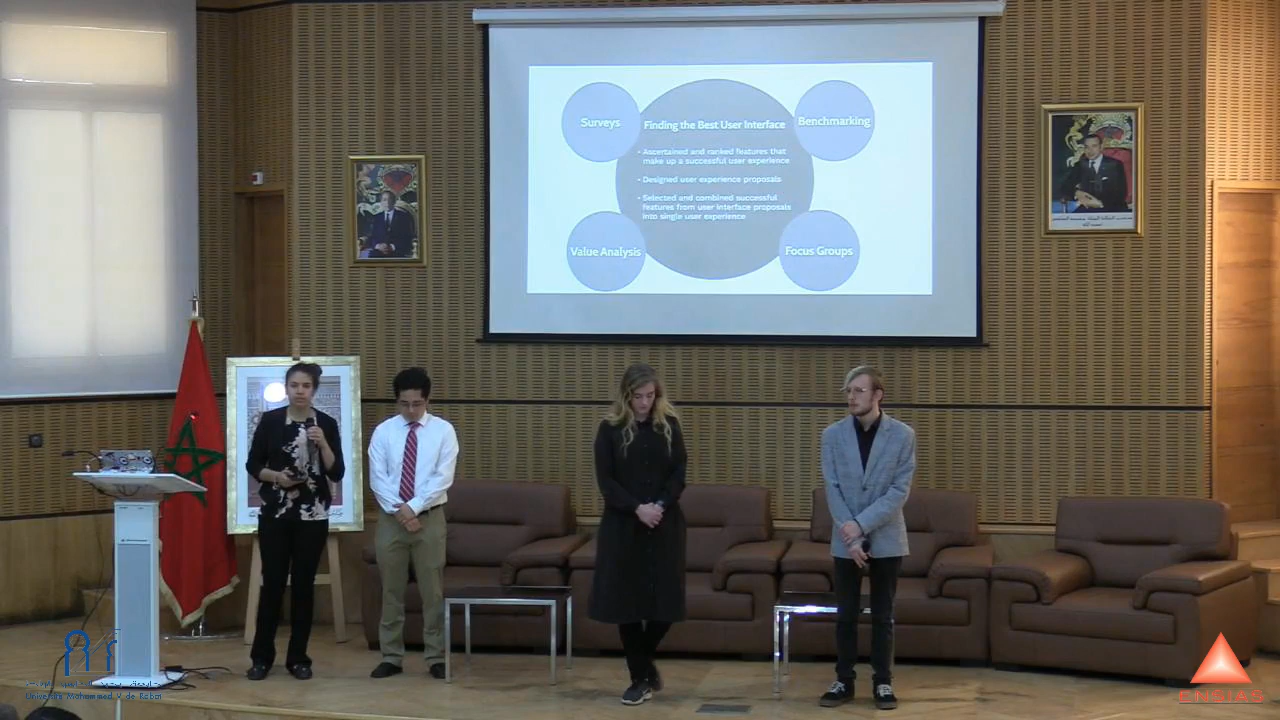 Surveys
Finding the Best User Interface
Benchmarking
• Ascertained and ranked features that
make up a successful user experience
• Designed user experience proposals
• Selected and combined successful
features from user interface proposals
into single user experience
Value Analysis
Focus Groups
Université Mohammed V de Rabat
ENSIAS